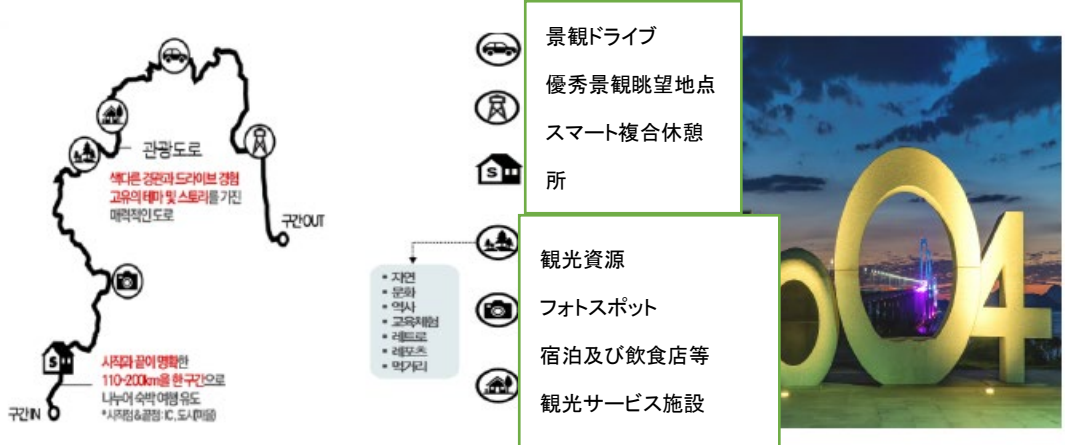 관광도로
색다른 경관과 드라이브 경험
고유의 테마 및 스토리를 가진
매력적인 도로
구간OUT
S
시작과 끝이 명확한
110~200km을 한 구간으로
나누어 숙박 여행 유도
*시작점&끝점: IC, 도시(마을)
구간IN
자연
문화
역사
교육체험
레트로
레포츠
먹거리
S
景観ドライブ
優秀景観眺望地点
スマート複合休憩
所
観光資源
フォトスポット
宿泊及び飲食店等
観光サービス施設
004